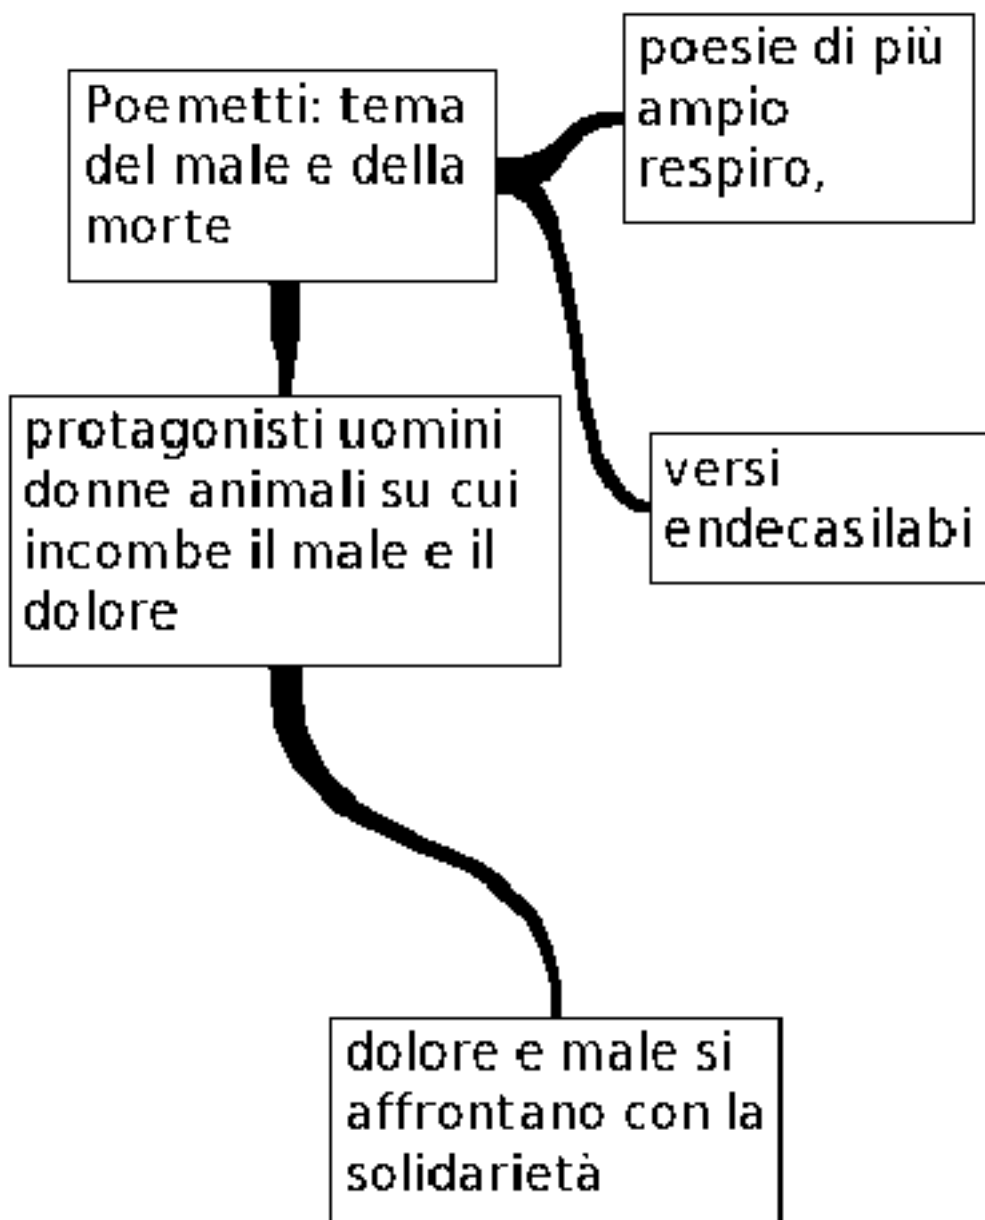 Poemetti: tema
del male e della
morte
poesie di più
ampio
respiro,
protagonisti uomini
donne animali su cui
incombe il male e il
dolore
versi
endecasilabi
dolore e male si
affrontano con la
solidarietà